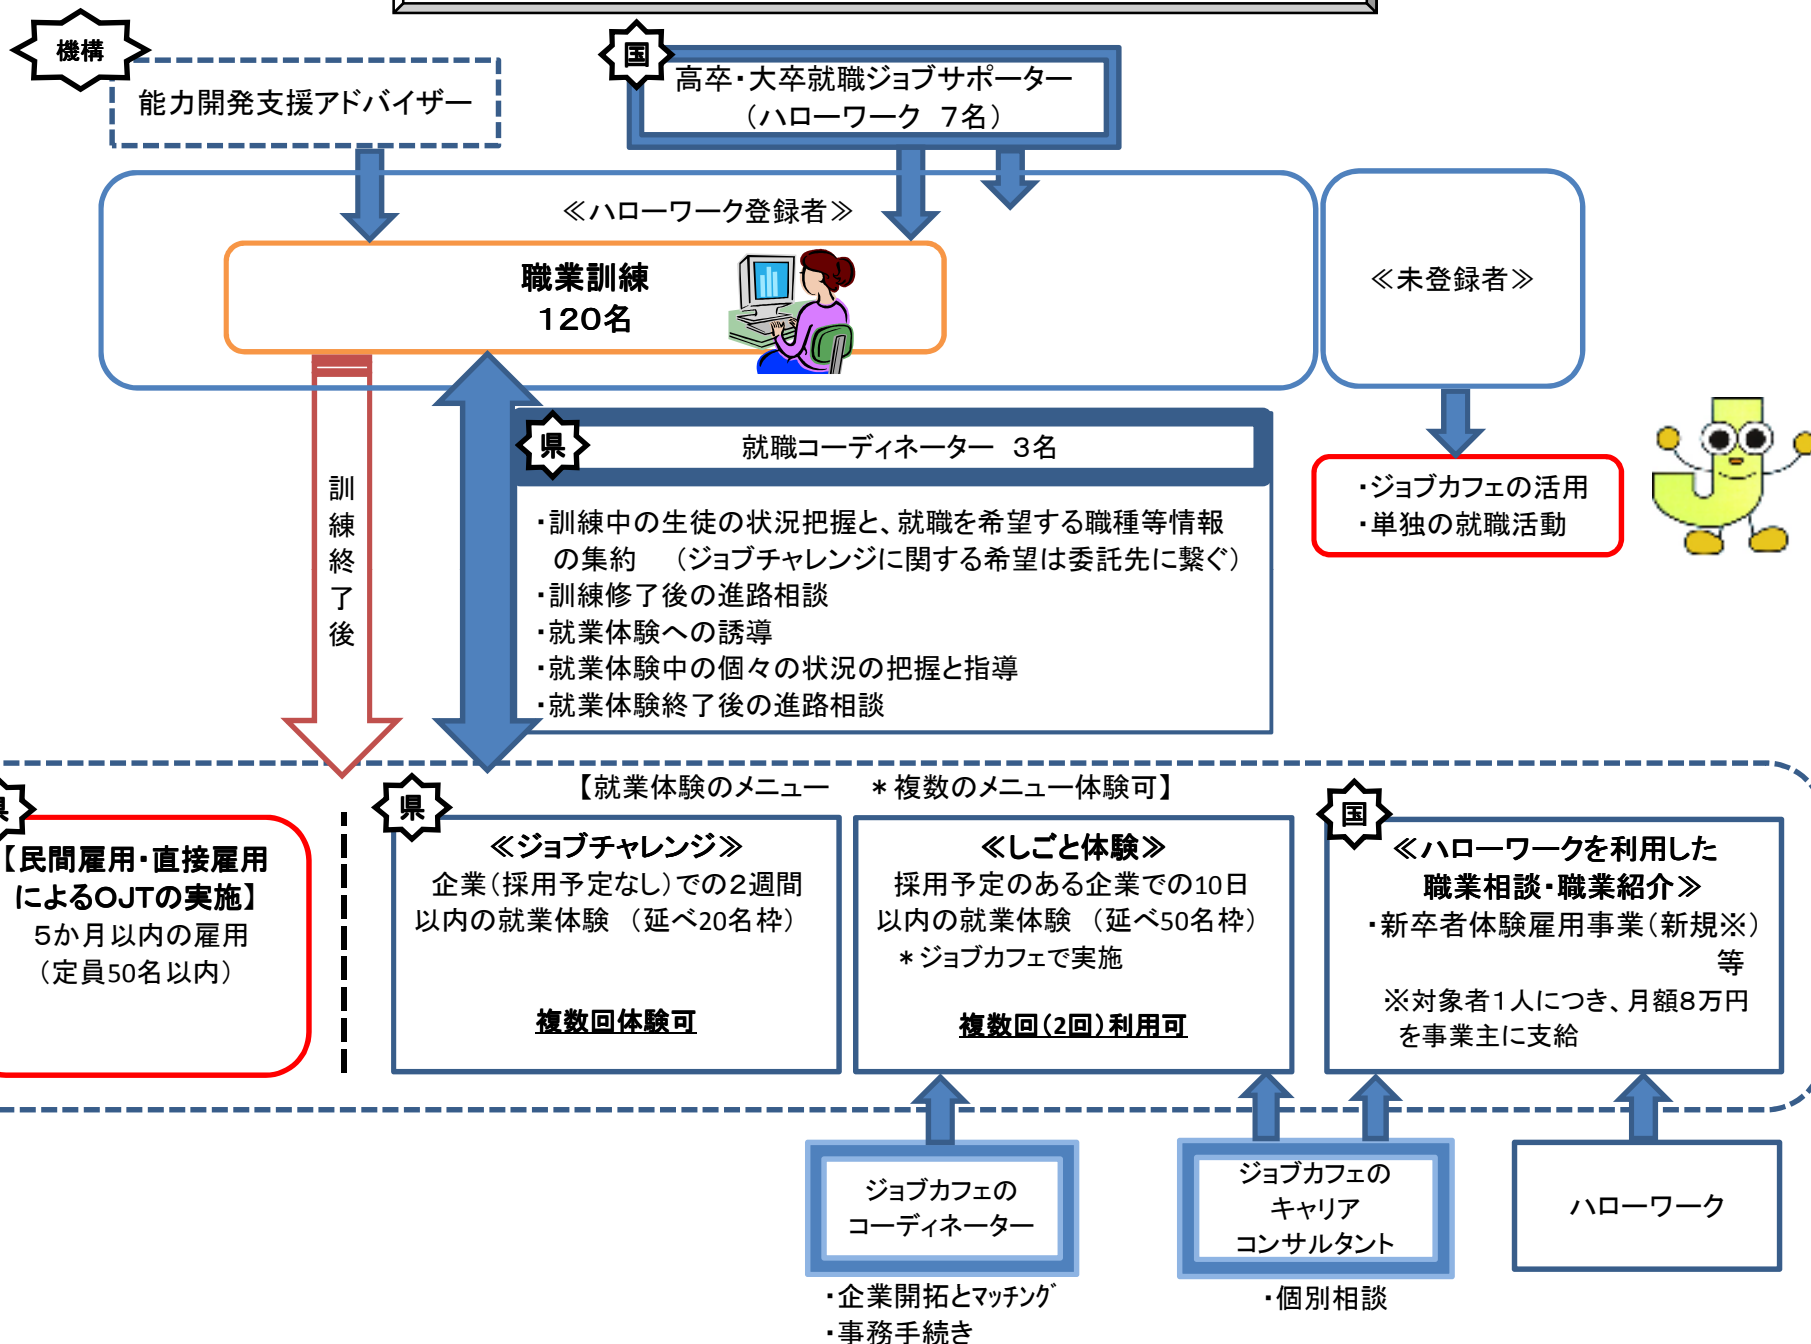 機構
能力開発支援アドバイザー
国
高卒・大卒就職ジョブサポーター
（ハローワーク　７名）
≪ハローワーク登録者≫
職業訓練
１２０名
≪未登録者≫
県
就職コーディネーター　３名
・訓練中の生徒の状況把握と、就職を希望する職種等情報
の集約　（ジョブチャレンジに関する希望は委託先に繋ぐ）
・訓練修了後の進路相談
・就業体験への誘導
・就業体験中の個々の状況の把握と指導
・就業体験終了後の進路相談
・ジョブカフェの活用
・単独の就職活動
訓練終了後
【就業体験のメニュー　＊複数のメニュー体験可】
県
【民間雇用・直接雇用
によるOJTの実施】
５か月以内の雇用
（定員50名以内）
県
≪ジョブチャレンジ≫
企業（採用予定なし）での２週間
以内の就業体験　（延べ20名枠）
複数回体験可
≪しごと体験≫
採用予定のある企業での10日
以内の就業体験　（延べ50名枠）
＊ジョブカフェで実施
複数回（2回）利用可
国
≪ハローワークを利用した
職業相談・職業紹介≫
・新卒者体験雇用事業（新規※）
等
※対象者１人につき、月額８万円
を事業主に支給
ジョブカフェの
コーディネーター
・企業開拓とﾏｯﾁﾝｸﾞ
・事務手続き
ジョブカフェの
キャリア
コンサルタント
・個別相談
ハローワーク